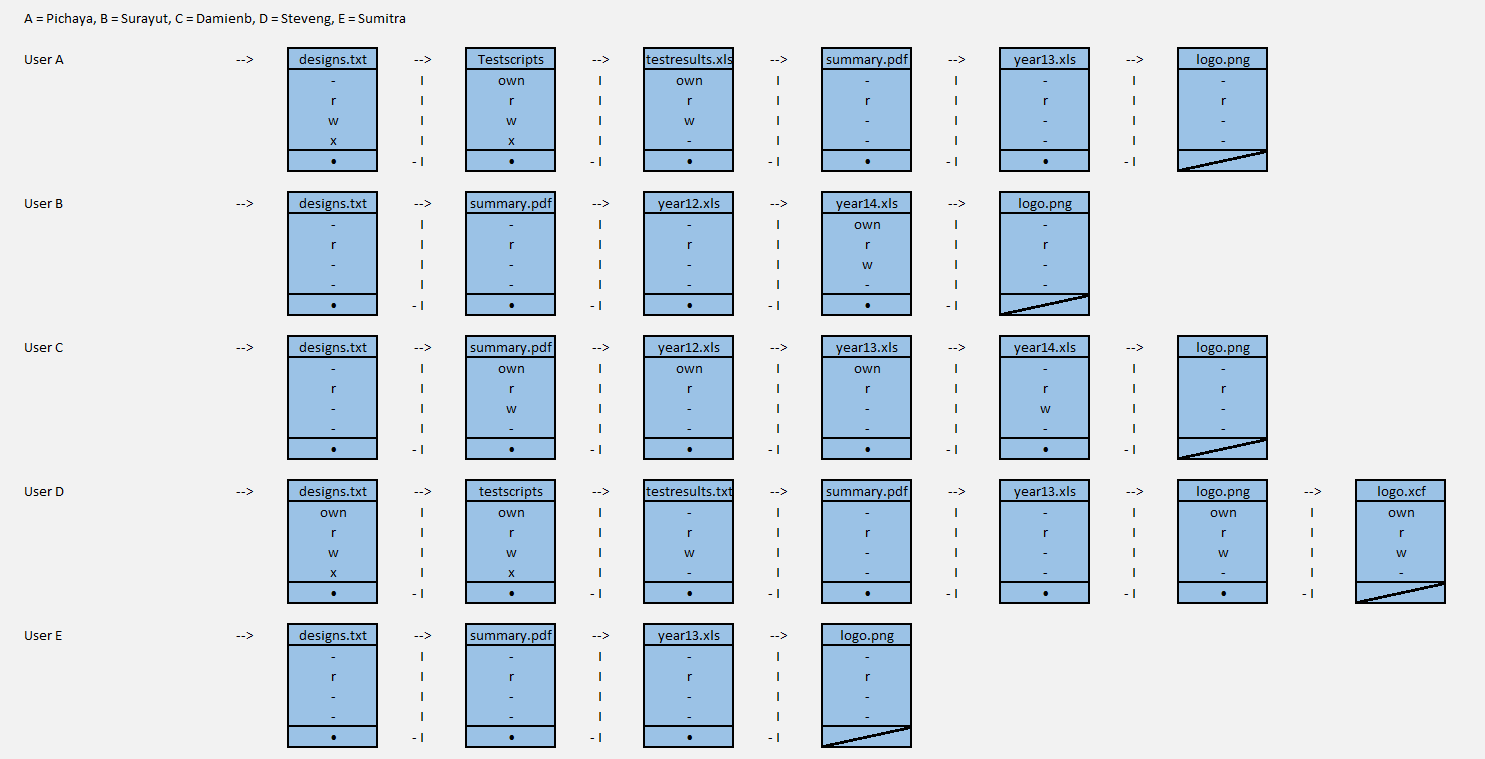 A = Pichaya, B = Surayut, C = Damienb, D = Steveng, E = Sumitra
User A --> designs.txt --> Testscripts --> testresults.xls --> summary.pdf --> year13.xls --> logo.png
- own own - - -
r r r r r r
w w w - - -
x x - - - -
User B --> designs.txt --> summary.pdf --> year12.xls --> year14.xls --> logo.png
- - - own -
r r r r r
- - - w -
- - - - -
User C --> designs.txt --> summary.pdf --> year12.xls --> year13.xls --> year14.xls --> logo.png
- own own own - -
r r r r r r
- w - - w -
- - - - - -
User D --> designs.txt --> testscripts --> testresults.txt --> summary.pdf --> year13.xls --> logo.png --> logo.xcf
own own - - - own own
r r r r r r r
w w w - - w w
x x - - - - -
User E --> designs.txt --> summary.pdf --> year13.xls --> logo.png
- - - -
r r r r
- - - -
- - - -